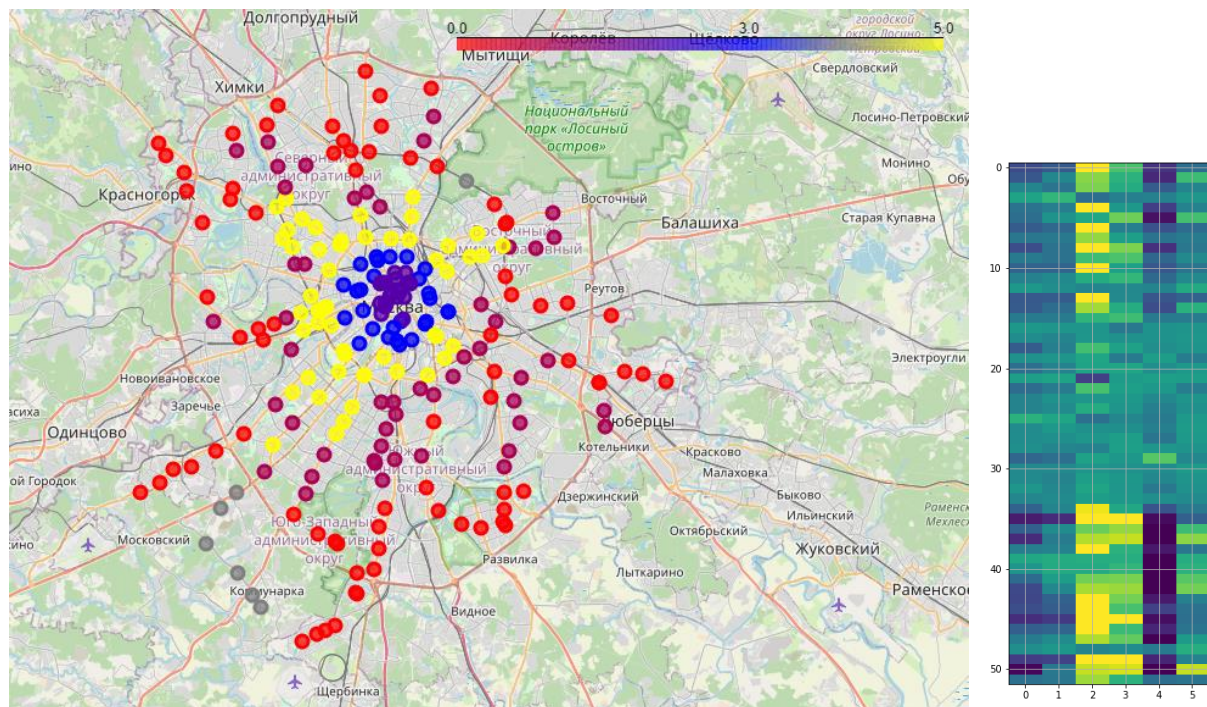 Долгопрудный
0.0
3.0
5.0
городской
округ Лосино-
Петровский
Королёв
Щёлково
Мытищи
Свердловский
Химки
Национальный
парк «Лосиный
остров»
Лосино-Петровский
Северный
административный
округ
Монино
Красногорск
Восточный
Балашиха
Старая Купавна
Восточный
административный
округ
Реутов
Электроугли
Новоивановское
Заречье
Одинцово
Люберцы
Котельники
Красково
Малаховка
ой Городок
Южный
административный
округ
Дзержинский
Быково
Ильинский
Октябрьский
Юго-Западный
административный
округ
Московский
Жуковский
Развилка
Лыткарино
Коммунарка
Раменское
Видное
Щербинка
0
10
20
30
40
50
0 1 2 3 4 5